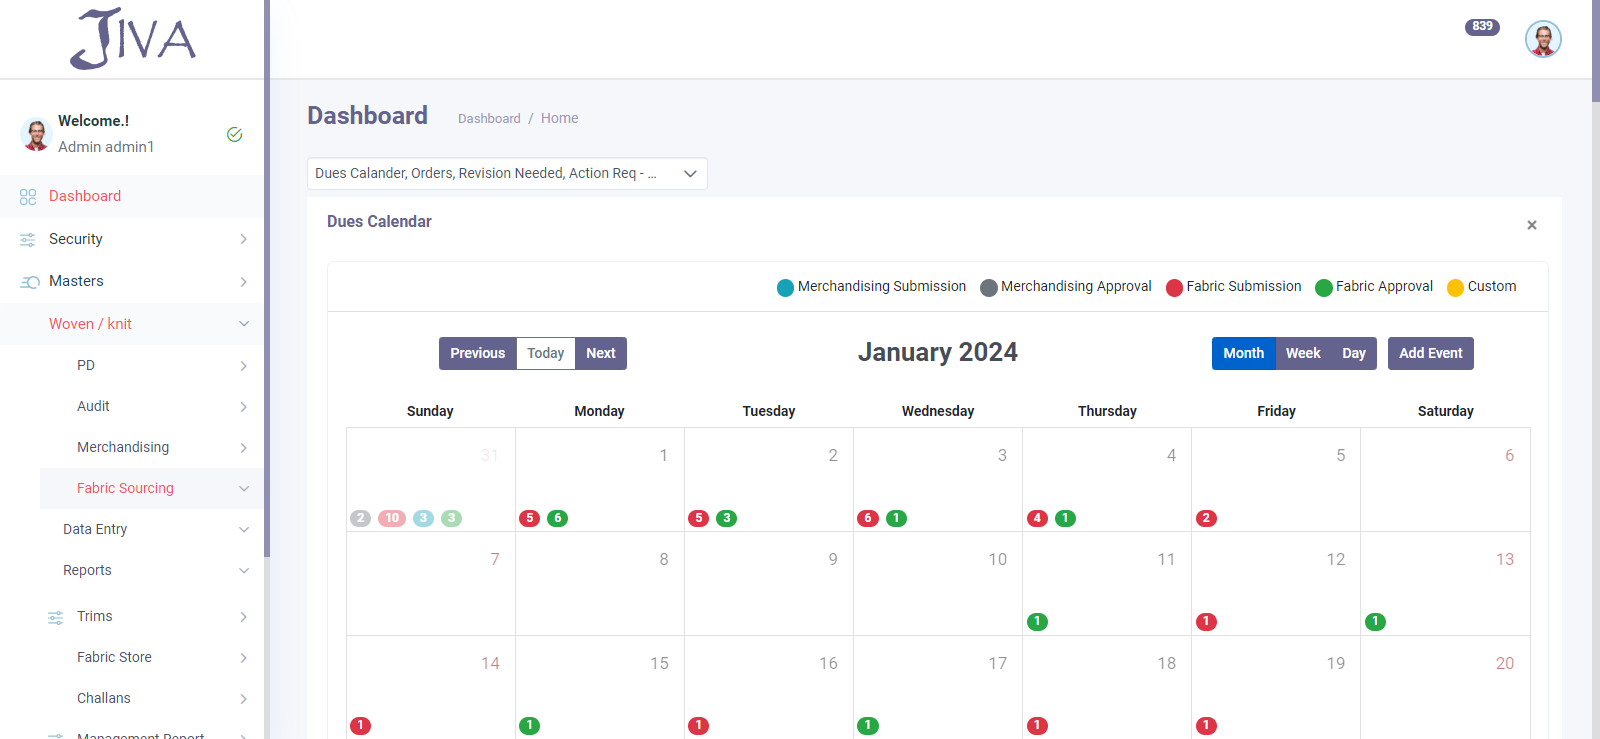 JIVA
839
Welcome.!
Admin admin1
Dashboard
Security
Masters
Woven / knit
PD
Audit
Merchandising
Fabric Sourcing
Data Entry
Reports
Trims
Fabric Store
Challans
Management Report
Dashboard
Dashboard / Home
Dues Calander, Orders, Revision Needed, Action Req - ...
Dues Calendar
×
Merchandising Submission Merchandising Approval Fabric Submission Fabric Approval Custom
Previous Today Next
January 2024
Month Week Day Add Event
Sunday Monday Tuesday Wednesday Thursday Friday Saturday
31 1 2 3 4 5 6
2 10 3 3 5 6 5 3 6 1 4 1 2
7 8 9 10 11 12 13
1 1 1
14 15 16 17 18 19 20
1 1 1 1 1 1